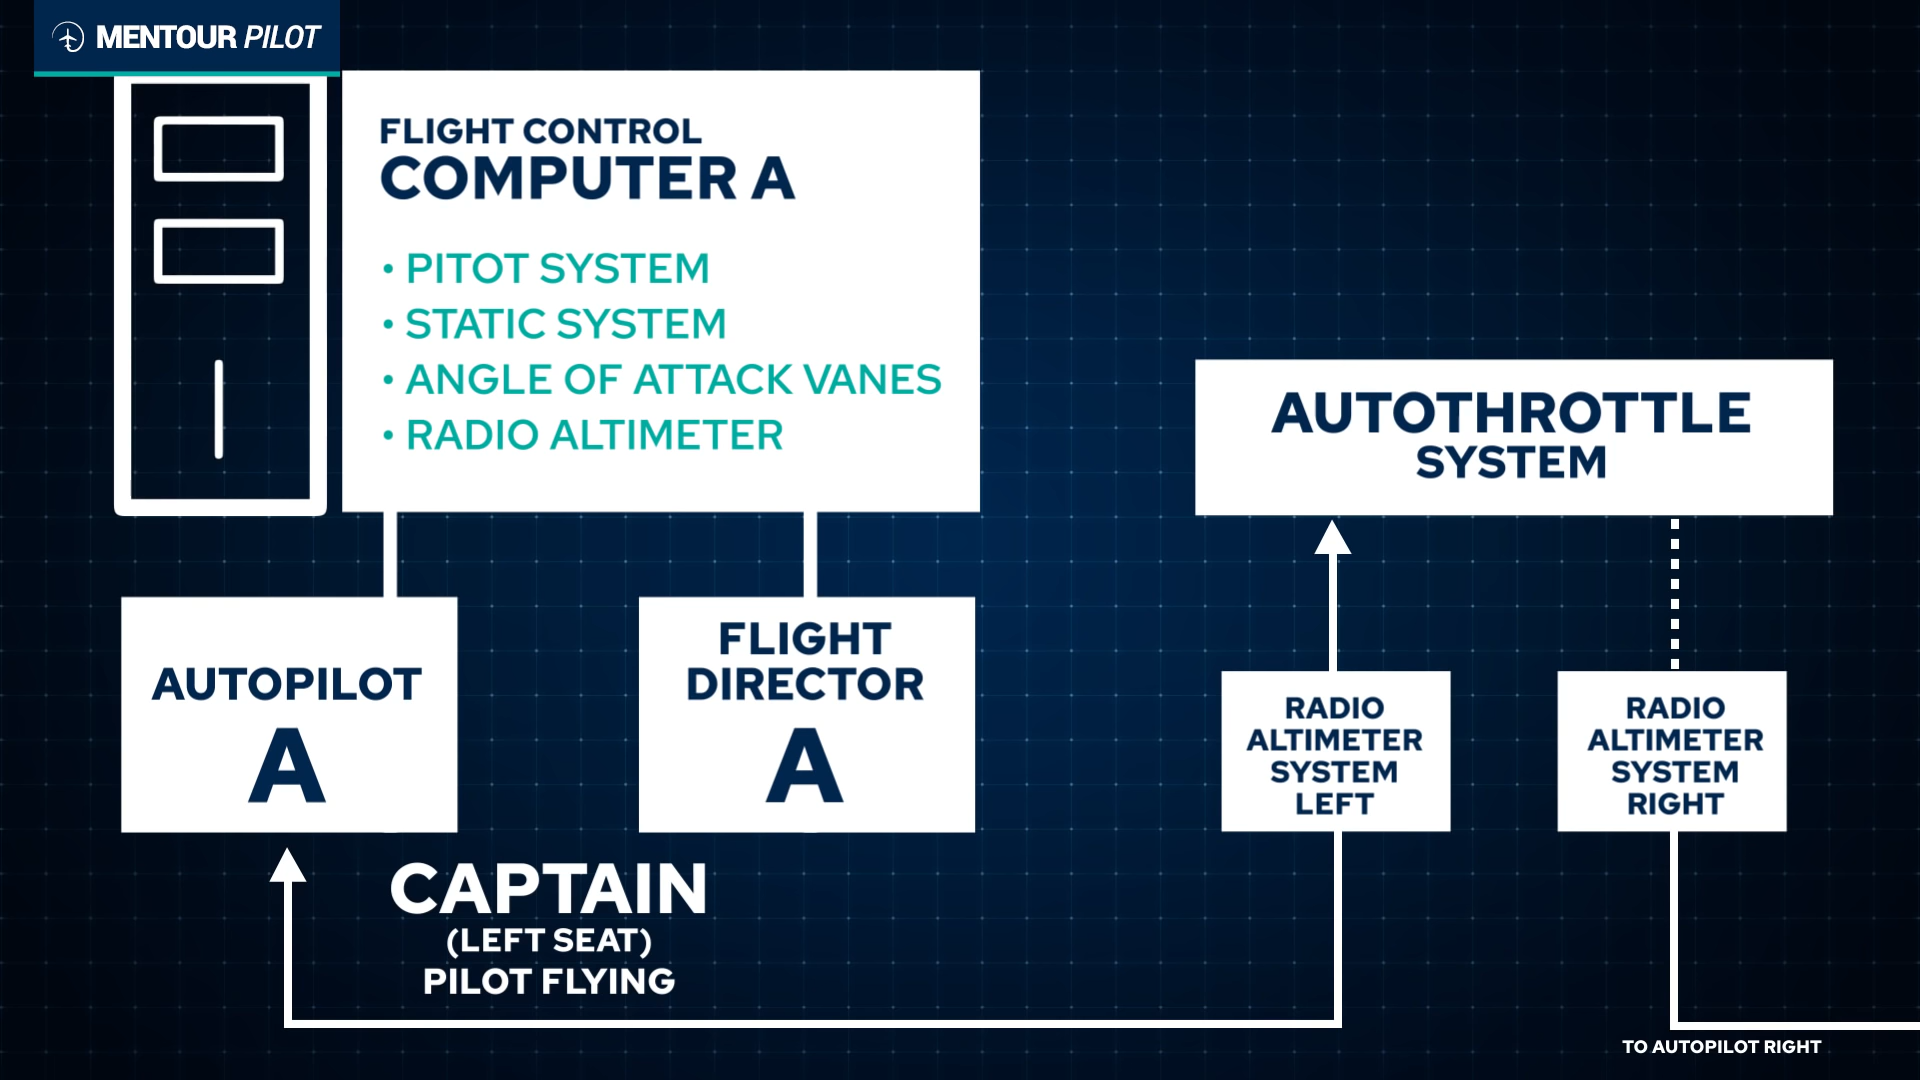 MENTOUR PILOT
FLIGHT CONTROL
COMPUTER A
• PITOT SYSTEM
• STATIC SYSTEM
• ANGLE OF ATTACK VANES
• RADIO ALTIMETER
AUTOTHROTTLE
SYSTEM
AUTOPILOT
A
FLIGHT
DIRECTOR
A
RADIO
ALTIMETER
SYSTEM
LEFT
RADIO
ALTIMETER
SYSTEM
RIGHT
CAPTAIN
(LEFT SEAT)
PILOT FLYING
TO AUTOPILOT RIGHT